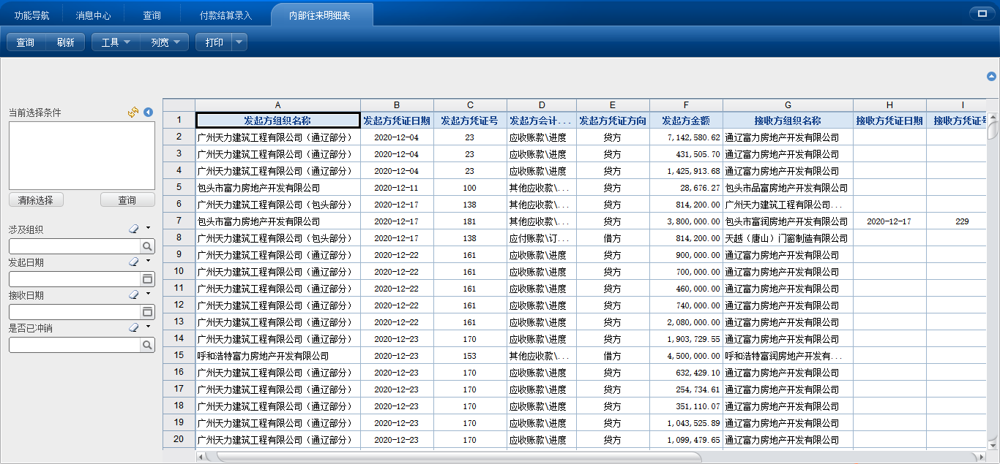 功能导航 消息中心 查询 付款结算录入 内部往来明细表
查询 刷新 工具 列宽 打印
当前选择条件
清除选择 查询
涉及组织
发起日期
接收日期
是否已冲销
A B C D E F G H I
1 发起方组织名称 发起方凭证日期 发起方凭证号 发起方会计... 发起方凭证方向 发起方金额 接收方组织名称 接收方凭证日期 接收方凭证号
2 广州天力建筑工程有限公司（通辽部分） 2020-12-04 23 应收账款\进度 贷方 7,142,580.62 通辽富力房地产开发有限公司
3 广州天力建筑工程有限公司（通辽部分） 2020-12-04 23 应收账款\进度 贷方 431,505.70 通辽富力房地产开发有限公司
4 广州天力建筑工程有限公司（通辽部分） 2020-12-04 23 应收账款\进度 贷方 1,425,913.68 通辽富力房地产开发有限公司
5 包头市富力房地产开发有限公司 2020-12-11 100 其他应收款\... 贷方 28,676.27 包头市品富房地产开发有限公司
6 广州天力建筑工程有限公司（包头部分） 2020-12-17 138 其他应收款\... 贷方 814,200.00 广州天力建筑工程有限公司...
7 包头市富力房地产开发有限公司 2020-12-17 181 其他应收款\... 贷方 3,800,000.00 包头市富润房地产开发有限公司 2020-12-17 229
8 广州天力建筑工程有限公司（包头部分） 2020-12-17 138 应付账款\订... 借方 814,200.00 天越（唐山）门窗制造有限公司
9 广州天力建筑工程有限公司（通辽部分） 2020-12-22 161 应收账款\进度 贷方 900,000.00 通辽富力房地产开发有限公司
10 广州天力建筑工程有限公司（通辽部分） 2020-12-22 161 应收账款\进度 贷方 700,000.00 通辽富力房地产开发有限公司
11 广州天力建筑工程有限公司（通辽部分） 2020-12-22 161 应收账款\进度 贷方 460,000.00 通辽富力房地产开发有限公司
12 广州天力建筑工程有限公司（通辽部分） 2020-12-22 161 应收账款\进度 贷方 740,000.00 通辽富力房地产开发有限公司
13 广州天力建筑工程有限公司（通辽部分） 2020-12-22 161 应收账款\进度 贷方 2,080,000.00 通辽富力房地产开发有限公司
14 广州天力建筑工程有限公司（通辽部分） 2020-12-23 170 应收账款\进度 贷方 1,903,729.55 通辽富力房地产开发有限公司
15 呼和浩特富力房地产开发有限公司 2020-12-23 153 其他应收款\... 借方 4,500,000.00 呼和浩特富润房地产开发有...
16 广州天力建筑工程有限公司（通辽部分） 2020-12-23 170 应收账款\进度 贷方 632,429.10 通辽富力房地产开发有限公司
17 广州天力建筑工程有限公司（通辽部分） 2020-12-23 170 应收账款\进度 贷方 254,734.61 通辽富力房地产开发有限公司
18 广州天力建筑工程有限公司（通辽部分） 2020-12-23 170 应收账款\进度 贷方 351,110.07 通辽富力房地产开发有限公司
19 广州天力建筑工程有限公司（通辽部分） 2020-12-23 170 应收账款\进度 贷方 1,043,525.89 通辽富力房地产开发有限公司
20 广州天力建筑工程有限公司（通辽部分） 2020-12-23 170 应收账款\进度 贷方 1,099,479.65 通辽富力房地产开发有限公司